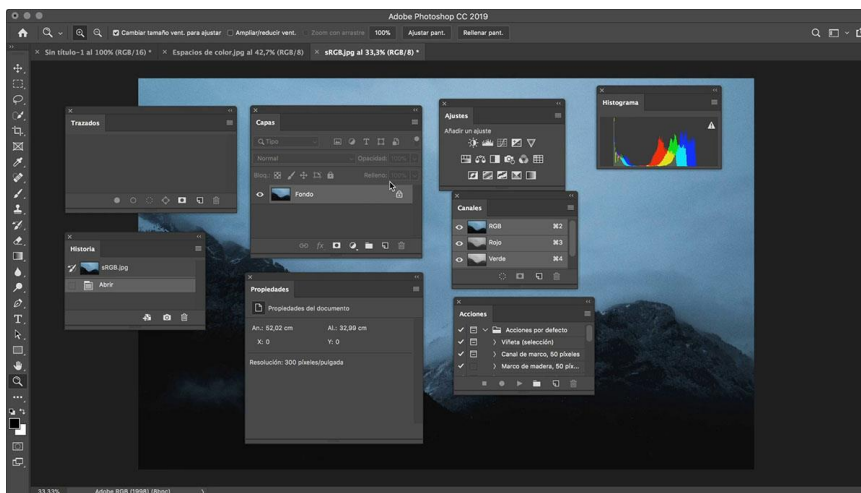 Adobe Photoshop CC 2019
Cambiar tamaño vent. para ajustar
Ampliar/reducir vent.
Zoom con arrastre
100%
Ajustar pant.
Rellenar pant.
× Sin título-1 al 100% (RGB/16) *
× Espacios de color.jpg al 42,7% (RGB/8)
× sRGB.jpg al 33,3% (RGB/8) *
Trazados
Capas
Tipo
Normal
Opacidad: 100%
Bloq.:
Relleno: 100%
Fondo
fx
Ajustes
Añadir un ajuste
Histograma
Canales
RGB ⌘2
Rojo ⌘3
Verde ⌘4
Historia
sRGB.jpg
Abrir
Propiedades
Propiedades del documento
An.: 52,02 cm Al.: 32,99 cm
X: 0 Y: 0
Resolución: 300 píxeles/pulgada
Acciones
Acciones por defecto
Viñeta (selección)
Canal de marco, 50 píxeles
Marco de madera, 50 píx...
33,33% Adobe RGB (1998) (8bpc)